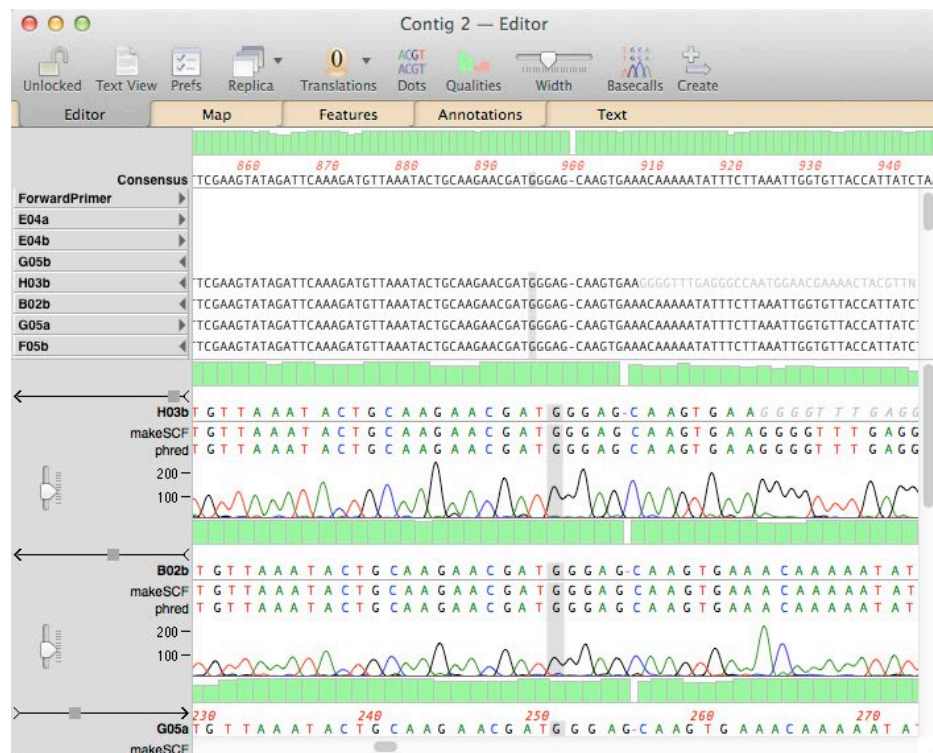 Contig 2 — Editor
ACGT
ACGT
0
Unlocked Text View Prefs Replica Translations Dots Qualities Width Basecalls Create
Editor Map Features Annotations Text
860 870 880 890 900 910 920 930 940
Consensus TCGAAGTATAGATTCAAAGATGTTAAATACTGCAAGAACGATGGGAG-CAAGTGAAACAAAAATATTTCTTAAATTGGTGTTACCATTATCTA
ForwardPrimer
E04a
E04b
G05b
H03b TCGAAGTATAGATTCAAAGATGTTAAATACTGCAAGAACGATGGGAG-CAAGTGAAGGGGTTTGAGGGCCAATGGAACGAAAACTACGTTN
B02b TCGAAGTATAGATTCAAAGATGTTAAATACTGCAAGAACGATGGGAG-CAAGTGAAACAAAAATATTTCTTAAATTGGTGTTACCATTATC
G05a TCGAAGTATAGATTCAAAGATGTTAAATACTGCAAGAACGATGGGAG-CAAGTGAAACAAAAATATTTCTTAAATTGGTGTTACCATTATC
F05b TCGAAGTATAGATTCAAAGATGTTAAATACTGCAAGAACGATGGGAG-CAAGTGAAACAAAAATATTTCTTAAATTGGTGTTACCATTATC
H03b T G T T A A A T A C T G C A A G A A C G A T G G G A G - C A A G T G A A G G G G T T T G A G G
makeSCF T G T T A A A T A C T G C A A G A A C G A T G G G A G C A A G T G A A G G G G T T T G A G G
phred T G T T A A A T A C T G C A A G A A C G A T G G G A G C A A G T G A A G G G G T T T G A G G
200
100
B02b T G T T A A A T A C T G C A A G A A C G A T G G G A G - C A A G T G A A A C A A A A A T A T
makeSCF T G T T A A A T A C T G C A A G A A C G A T G G G A G C A A G T G A A A C A A A A A T A T
phred T G T T A A A T A C T G C A A G A A C G A T G G G A G C A A G T G A A A C A A A A A T A T
200
100
230 240 250 260 270
G05a T G T T A A A T A C T G C A A G A A C G A T G G G A G - C A A G T G A A A C A A A A A T A
makeSCF